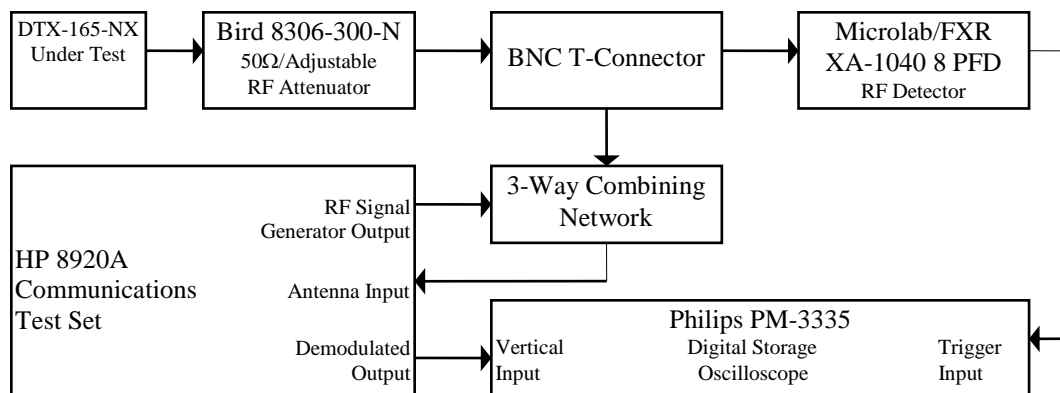 DTX-165-NX
Under Test
Bird 8306-300-N
50Ω/Adjustable
RF Attenuator
BNC T-Connector
Microlab/FXR
XA-1040 8 PFD
RF Detector
3-Way Combining
Network
HP 8920A
Communications
Test Set
RF Signal
Generator Output
Antenna Input
Demodulated
Output
Philips PM-3335
Digital Storage
Oscilloscope
Vertical
Input
Trigger
Input